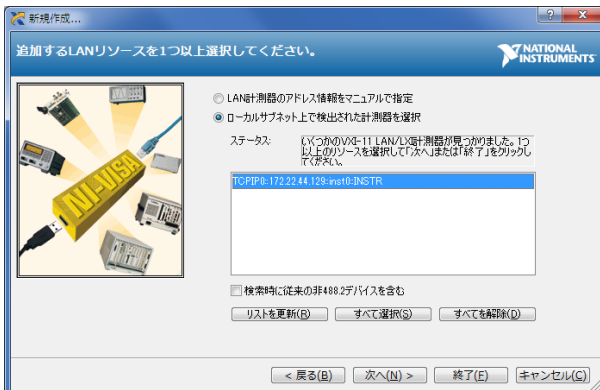 新規作成...
追加するLANリソースを1つ以上選択してください。
NATIONAL
INSTRUMENTS
LAN計測器のアドレス情報をマニュアルで指定
ローカルサブネット上で検出された計測器を選択
ステータス:
いくつかのVXI-11 LAN/LXI計測器が見つかりました。1つ
以上のリソースを選択して「次へ」または「終了」をクリックし
てください。
TCPIP0::172.22.44.129::inst0::INSTR
NI-VISA
検索時に従来の非488.2デバイスを含む
リストを更新(R)
すべて選択(S)
すべてを解除(D)
< 戻る(B)
次へ(N) >
終了(F)
キャンセル(C)